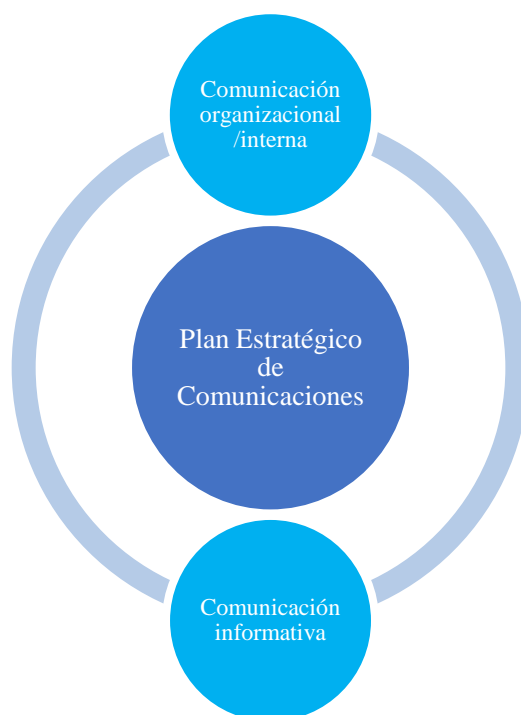 Comunicación
organizacional
/interna
Plan Estratégico
de
Comunicaciones
Comunicación
informativa